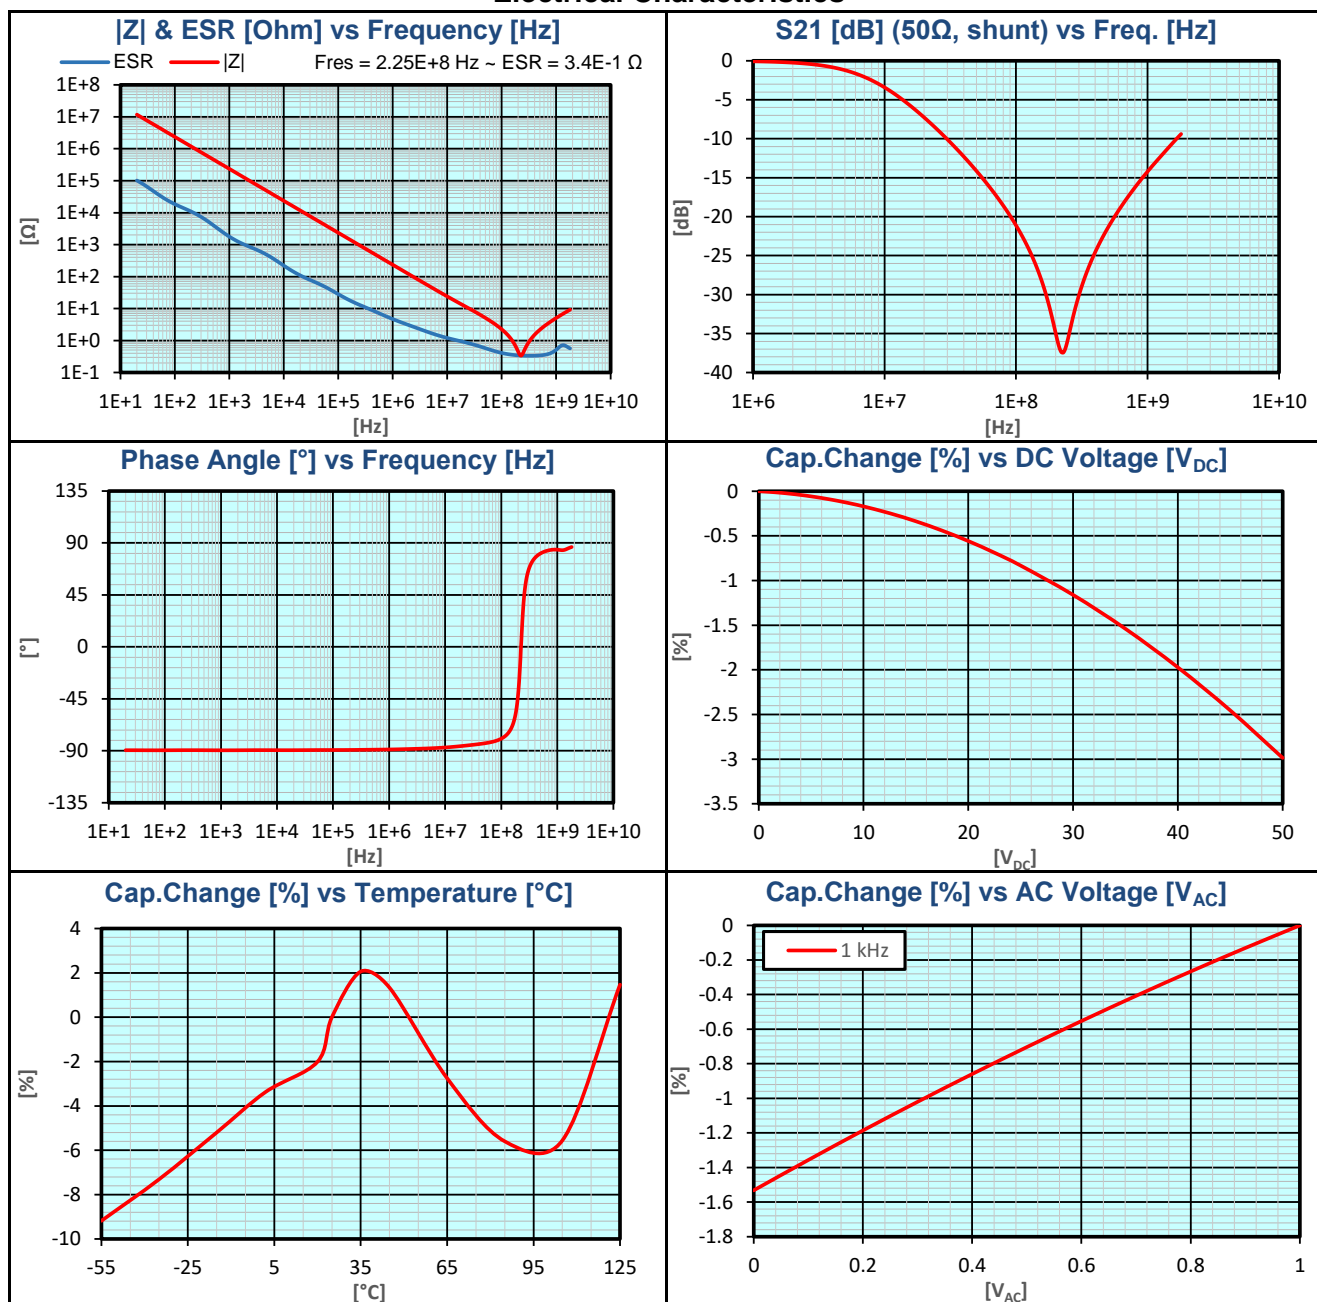 |Z| & ESR [Ohm] vs Frequency [Hz]
ESR
|Z|
Fres = 2.25E+8 Hz ~ ESR = 3.4E-1 Ω
1E+8
1E+7
1E+6
1E+5
1E+4
1E+3
1E+2
1E+1
1E+0
1E-1
[Ω]
1E+1 1E+2 1E+3 1E+4 1E+5 1E+6 1E+7 1E+8 1E+9 1E+10
[Hz]
S21 [dB] (50Ω, shunt) vs Freq. [Hz]
0
-5
-10
-15
-20
-25
-30
-35
-40
[dB]
1E+6 1E+7 1E+8 1E+9 1E+10
[Hz]
Phase Angle [°] vs Frequency [Hz]
135
90
45
0
-45
-90
-135
[°]
1E+1 1E+2 1E+3 1E+4 1E+5 1E+6 1E+7 1E+8 1E+9 1E+10
[Hz]
Cap.Change [%] vs DC Voltage [VDC]
0
-0.5
-1
-1.5
-2
-2.5
-3
-3.5
[%]
0 10 20 30 40 50
[VDC]
Cap.Change [%] vs Temperature [°C]
4
2
0
-2
-4
-6
-8
-10
[%]
-55 -25 5 35 65 95 125
[°C]
Cap.Change [%] vs AC Voltage [VAC]
1 kHz
0
-0.2
-0.4
-0.6
-0.8
-1
-1.2
-1.4
-1.6
-1.8
[%]
0 0.2 0.4 0.6 0.8 1
[VAC]